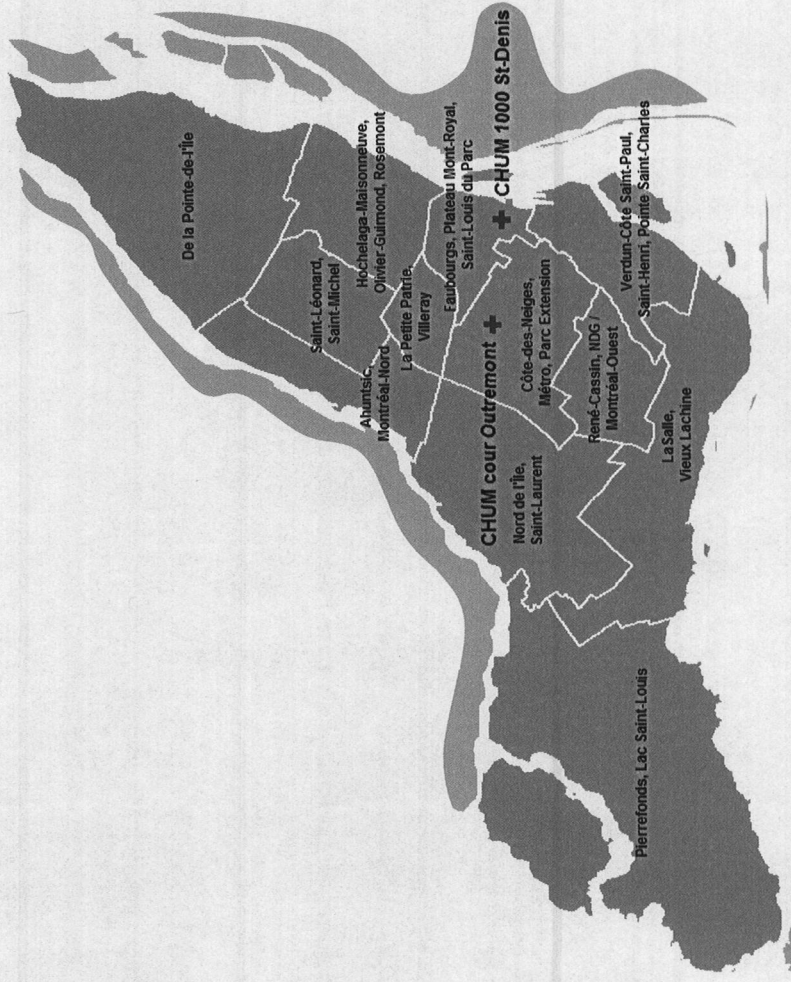 De la Pointe-de-l'Île
Saint-Léonard,
Saint-Michel
Hochelaga-Maisonneuve,
Olivier-Guimond, Rosemont
Ahuntsic,
Montréal-Nord
La Petite Patrie,
Villeray
Faubourgs, Plateau Mont-Royal,
Saint-Louis du Parc
CHUM 1000 St-Denis
CHUM cour Outremont
Nord de l'Île,
Saint-Laurent
Côte-des-Neiges,
Métro, Parc Extension
René-Cassin, NDG /
Montréal-Ouest
Verdun-Côte Saint-Paul,
Saint-Henri, Pointe Saint-Charles
LaSalle,
Vieux Lachine
Pierrefonds, Lac Saint-Louis